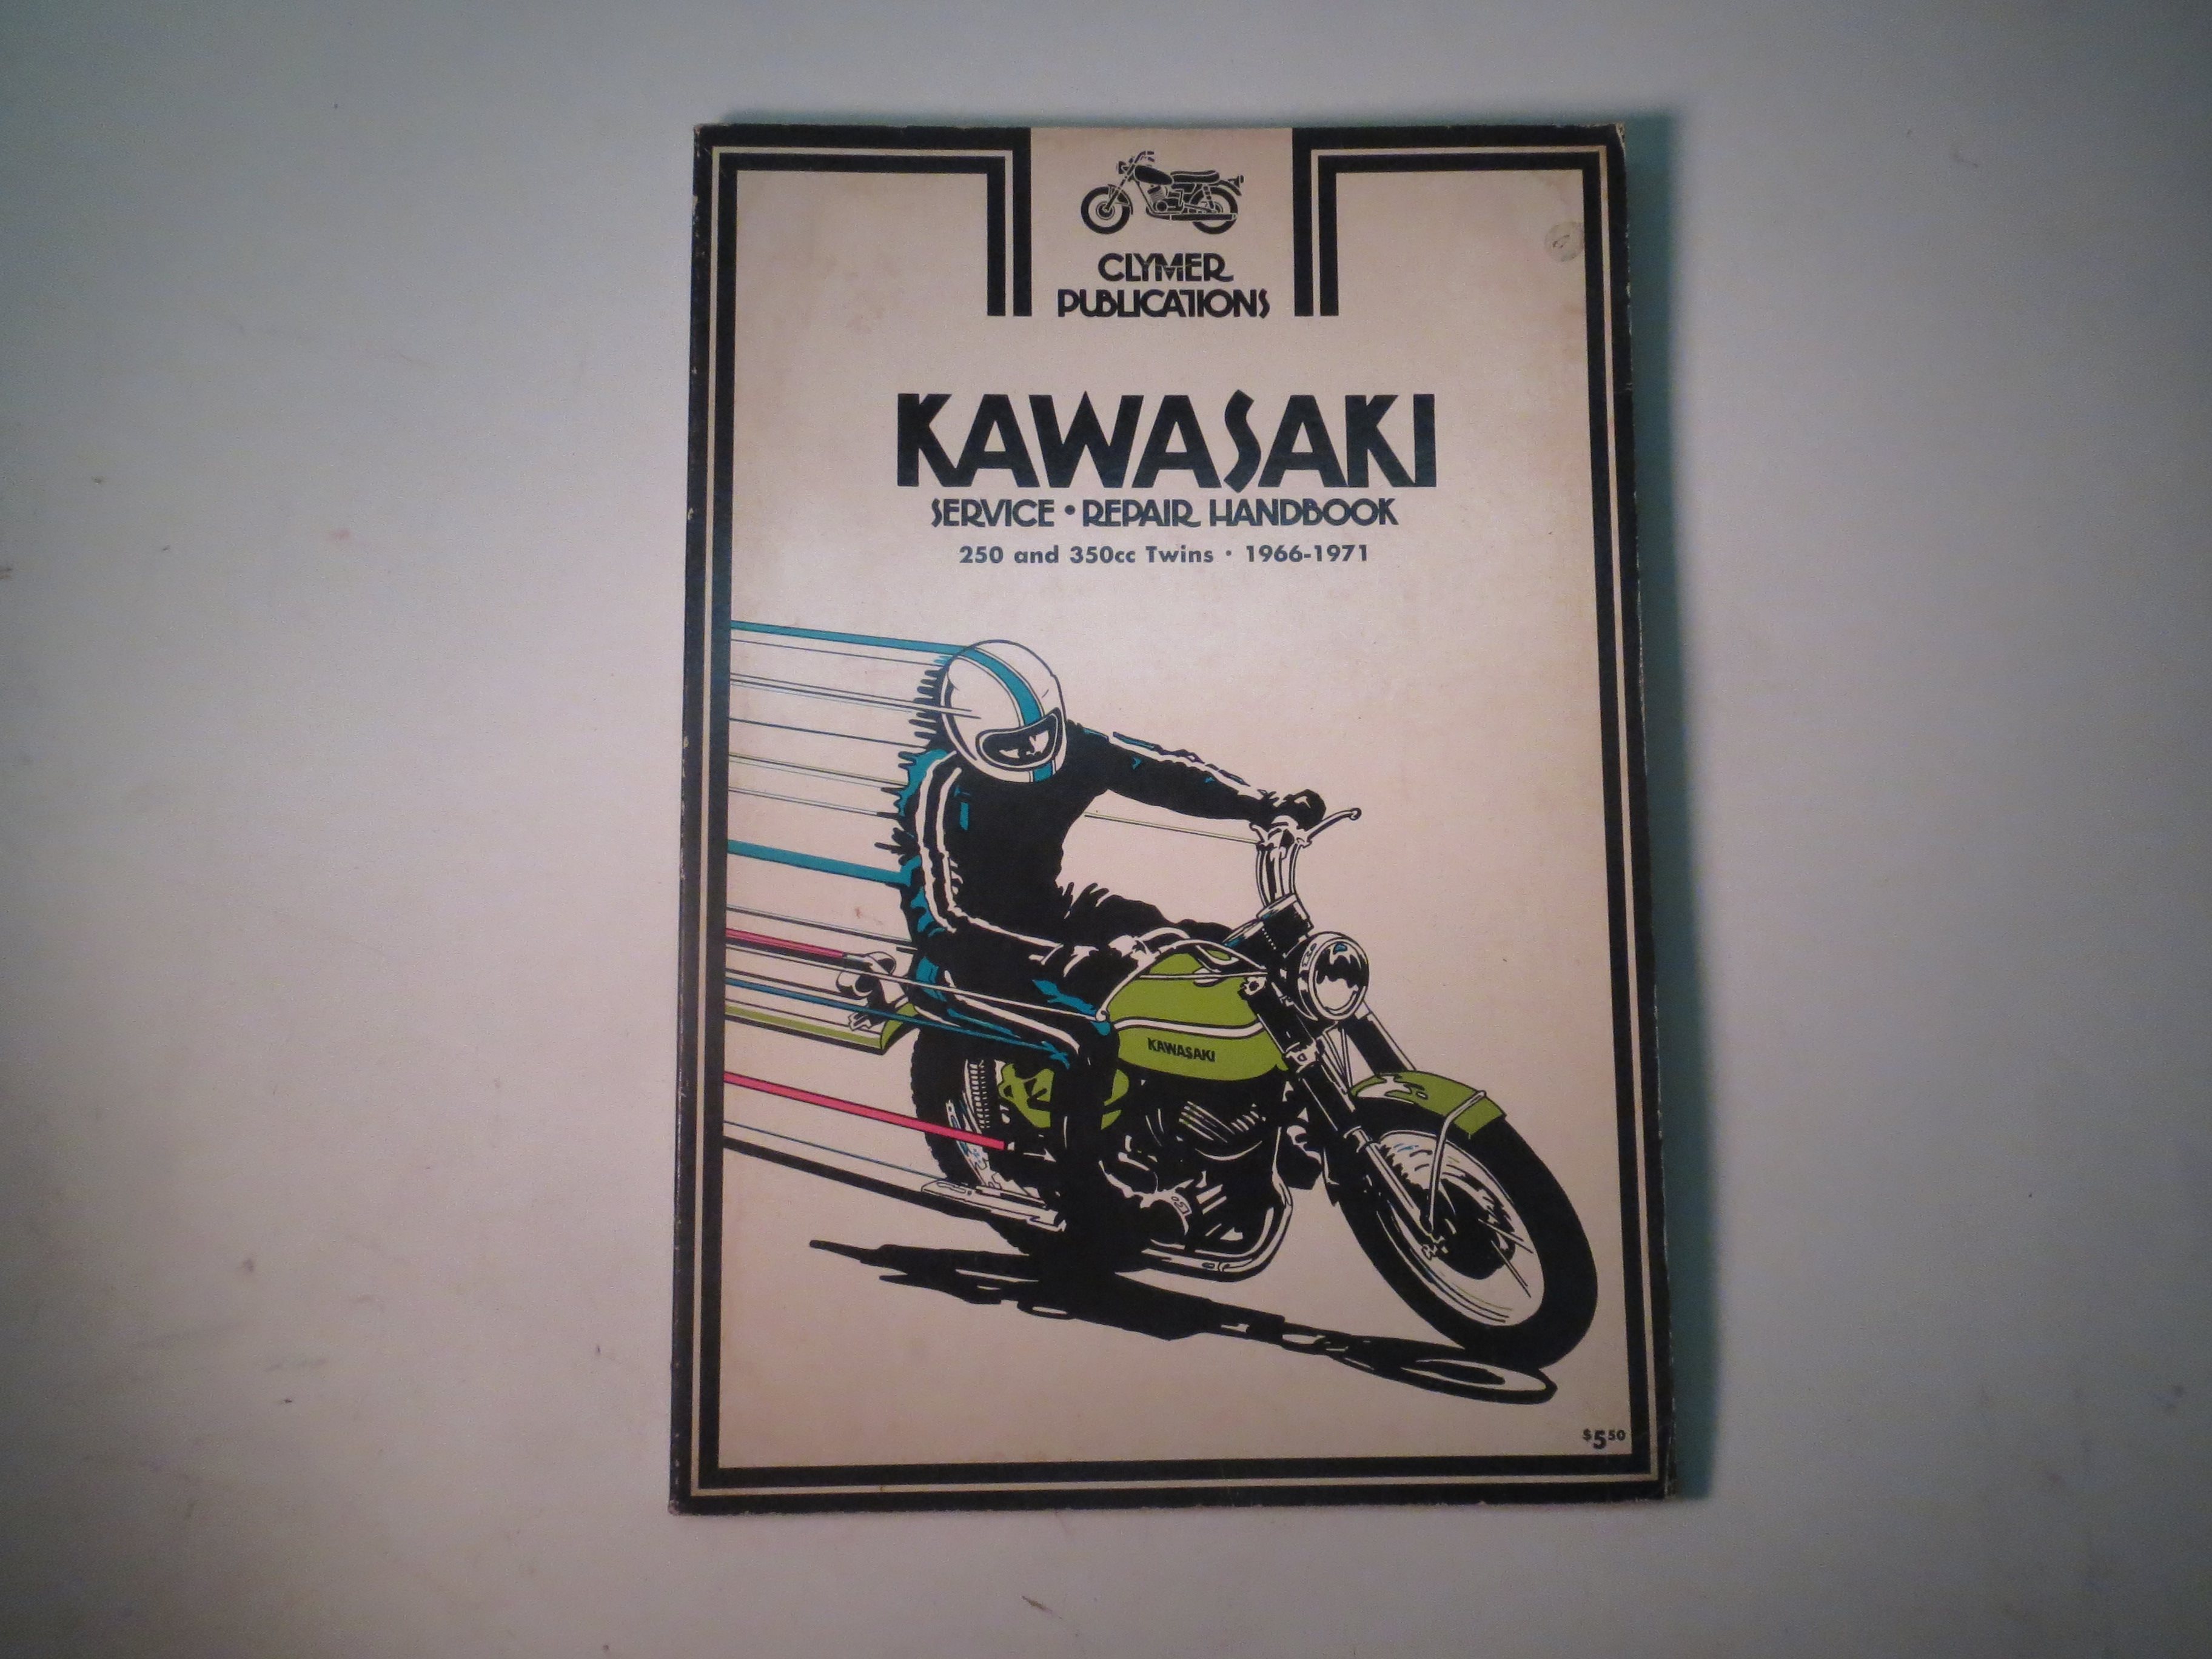 CLYMER
PUBLICATIONS
KAWASAKI
SERVICE • REPAIR HANDBOOK
250 and 350cc Twins • 1966-1971
KAWASAKI
$5.50